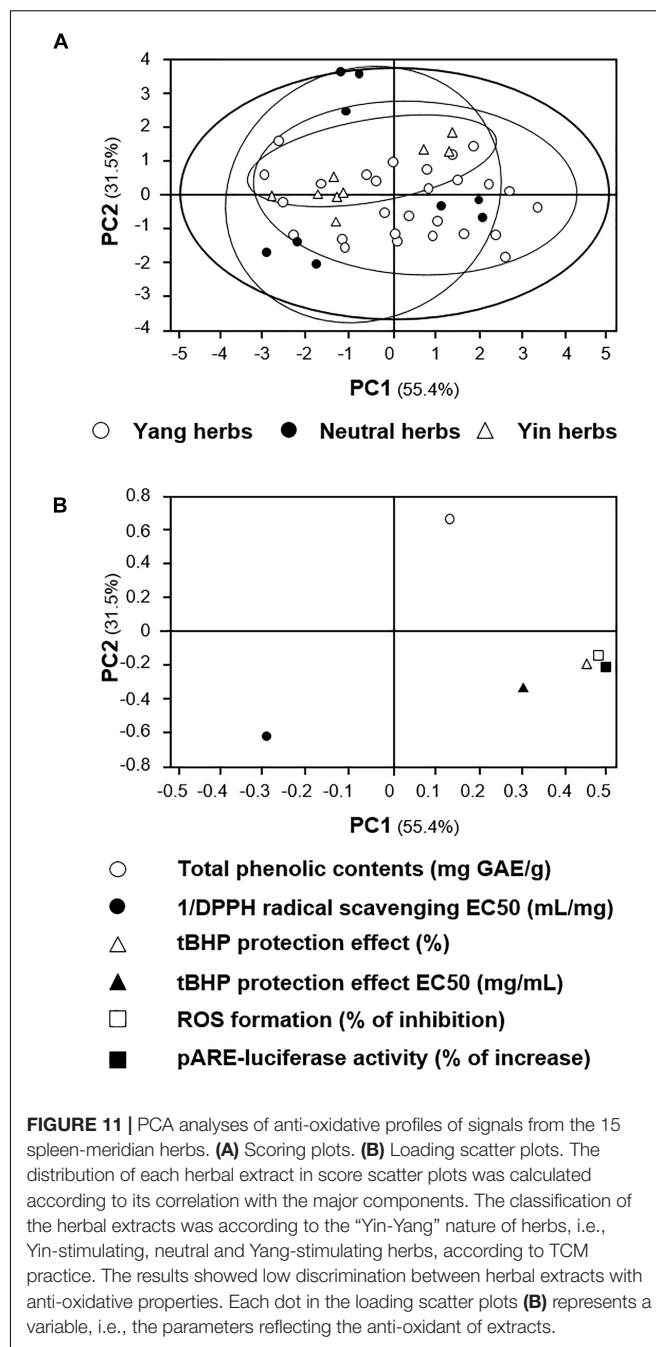 A
4
3
2
1
0
-1
-2
-3
-4
PC2 (31.5%)
-5 -4 -3 -2 -1 0 1 2 3 4 5
PC1 (55.4%)
○ Yang herbs ● Neutral herbs △ Yin herbs
B
0.8
0.6
0.4
0.2
0
-0.2
-0.4
-0.6
-0.8
PC2 (31.5%)
-0.5 -0.4 -0.3 -0.2 -0.1 0 0.1 0.2 0.3 0.4 0.5
PC1 (55.4%)
○ Total phenolic contents (mg GAE/g)
● 1/DPPH radical scavenging EC50 (mL/mg)
△ tBHP protection effect (%)
▲ tBHP protection effect EC50 (mg/mL)
□ ROS formation (% of inhibition)
■ pARE-luciferase activity (% of increase)
FIGURE 11 | PCA analyses of anti-oxidative profiles of signals from the 15
spleen-meridian herbs. (A) Scoring plots. (B) Loading scatter plots. The
distribution of each herbal extract in score scatter plots was calculated
according to its correlation with the major components. The classification of
the herbal extracts was according to the “Yin-Yang” nature of herbs, i.e.,
Yin-stimulating, neutral and Yang-stimulating herbs, according to TCM
practice. The results showed low discrimination between herbal extracts with
anti-oxidative properties. Each dot in the loading scatter plots (B) represents a
variable, i.e., the parameters reflecting the anti-oxidant of extracts.